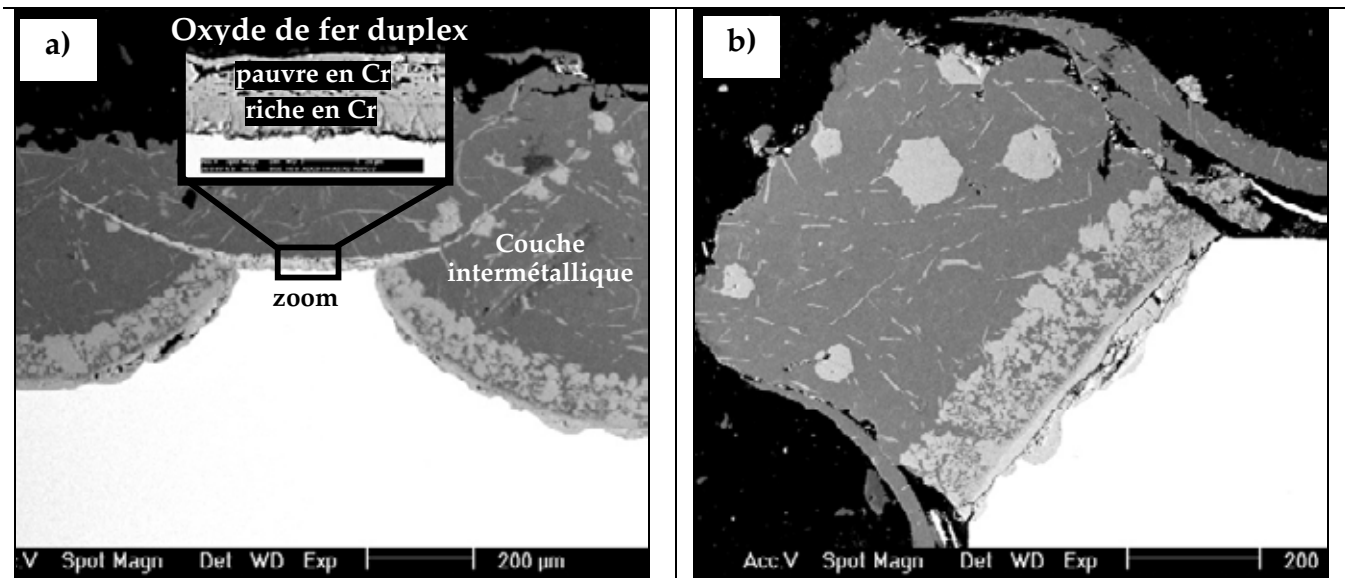 a)
Oxyde de fer duplex
pauvre en Cr
riche en Cr
Couche
intermétallique
zoom
.V Spot Magn Det WD Exp 200 µm
b)
Acc.V Spot Magn Det WD Exp 200